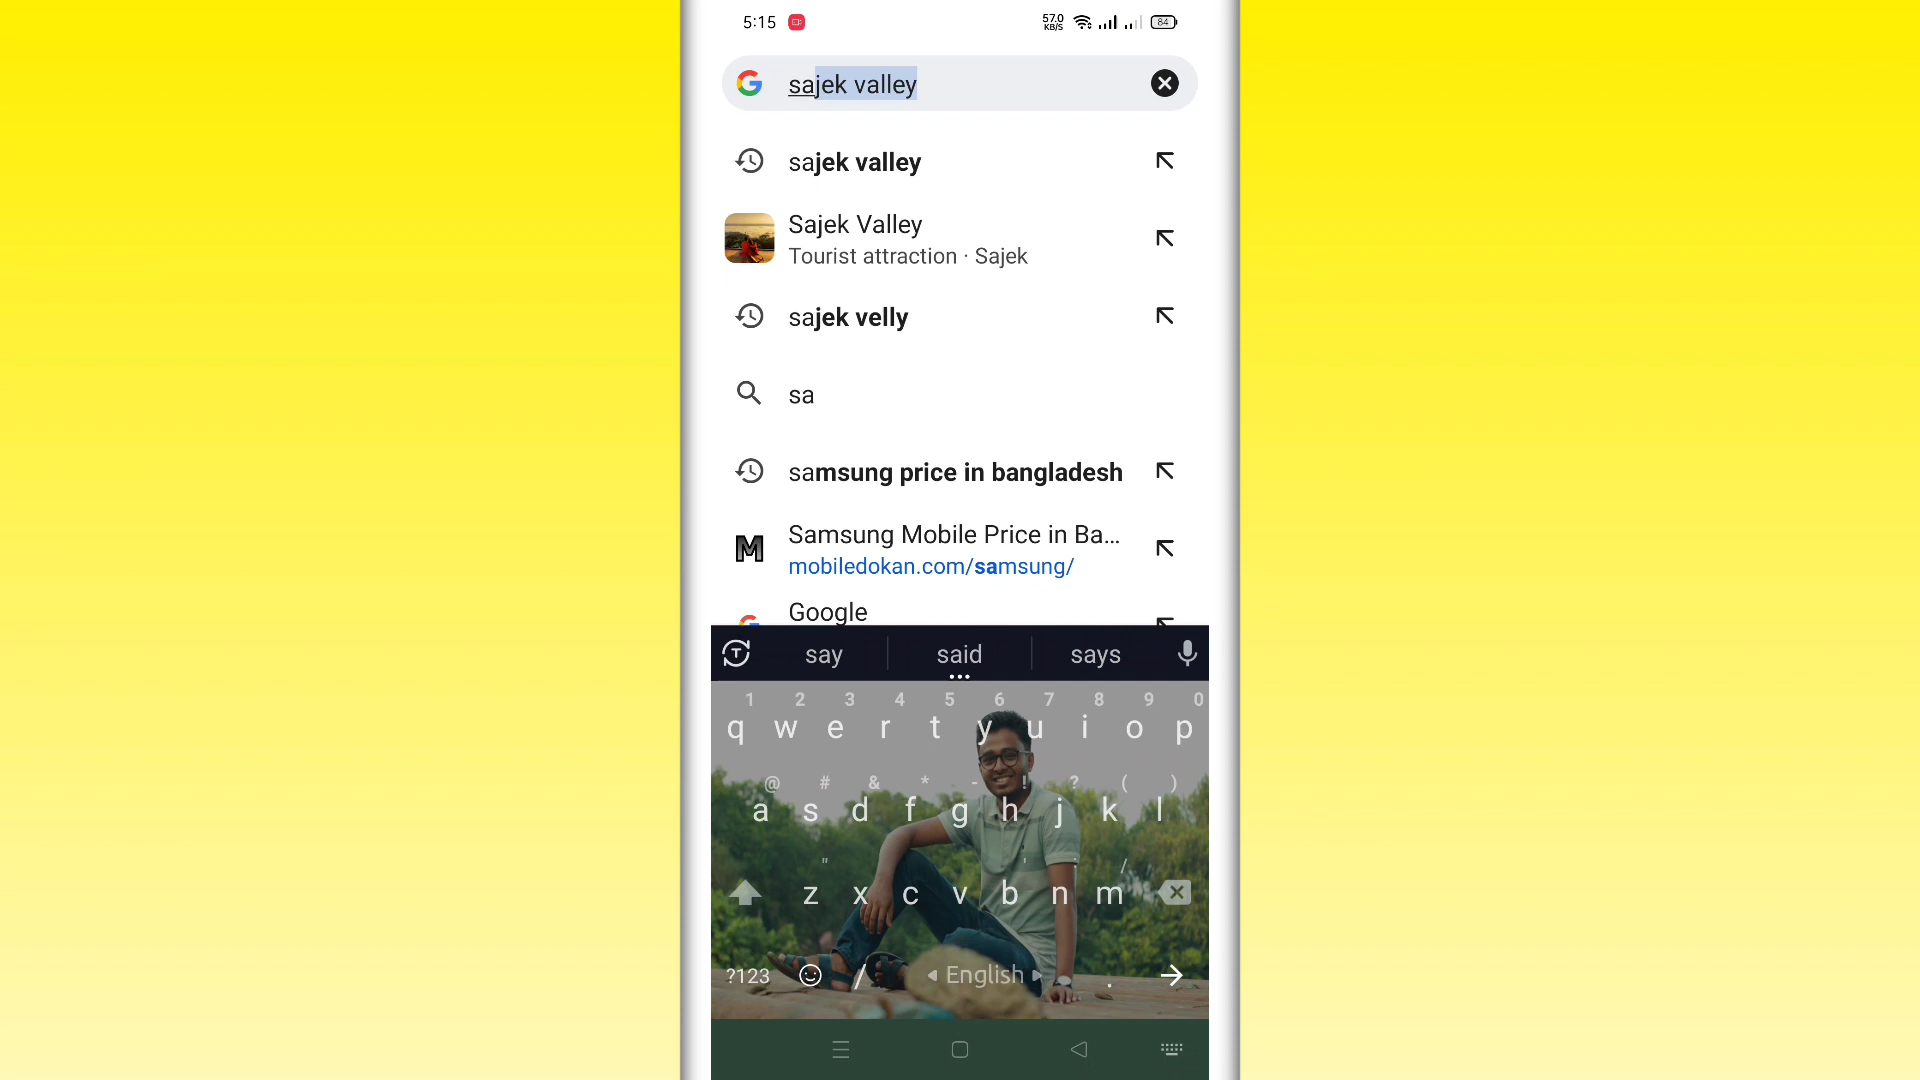 5:15
57.0
KB/S
84
sajek valley
sajek valley
Sajek Valley
Tourist attraction · Sajek
sajek velly
sa
samsung price in bangladesh
Samsung Mobile Price in Ba...
mobiledokan.com/samsung/
Google
say said says
1 2 3 4 5 6 7 8 9 0
q w e r t y u i o p
@ # & * - ! ? ( )
a s d f g h j k l
" ' : ; /
z x c v b n m
?123 / English .